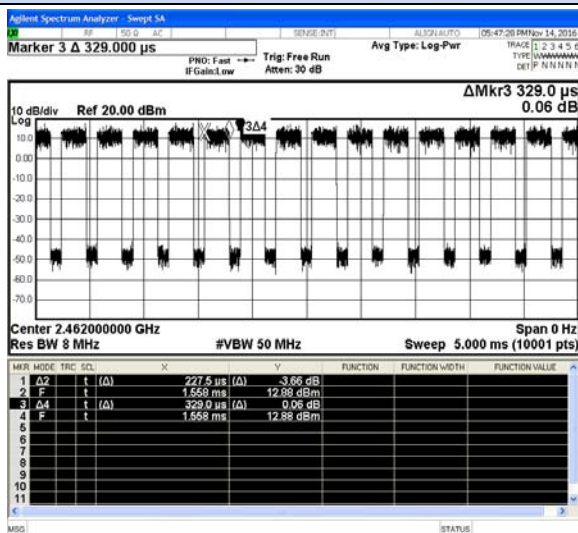 Agilent Spectrum Analyzer - Swept SA
RF 50 Ω AC SENSE:INT ALIGN AUTO 05:47:20 PM Nov 14, 2016
Marker 3 Δ 329.000 µs
PNO: Fast Trig: Free Run Avg Type: Log-Pwr TRACE 1 2 3 4 5 6
IFGain:Low Atten: 30 dB TYPE
DET P N N N N N
ΔMkr3 329.0 µs
0.06 dB
10 dB/div Ref 20.00 dBm
Log
3Δ4
10.0
0.00
-10.0
-20.0
-30.0
-40.0
-50.0
-60.0
-70.0
Center 2.462000000 GHz Span 0 Hz
Res BW 8 MHz #VBW 50 MHz Sweep 5.000 ms (10001 pts)
MKR MODE TRC SCL X Y FUNCTION FUNCTION WIDTH FUNCTION VALUE
1 Δ2 t (Δ) 227.5 µs (Δ) -3.66 dB
2 F t 1.558 ms 12.88 dBm
3 Δ4 t (Δ) 329.0 µs (Δ) 0.06 dB
4 F t 1.558 ms 12.88 dBm
5
6
7
8
9
10
11
MSG STATUS